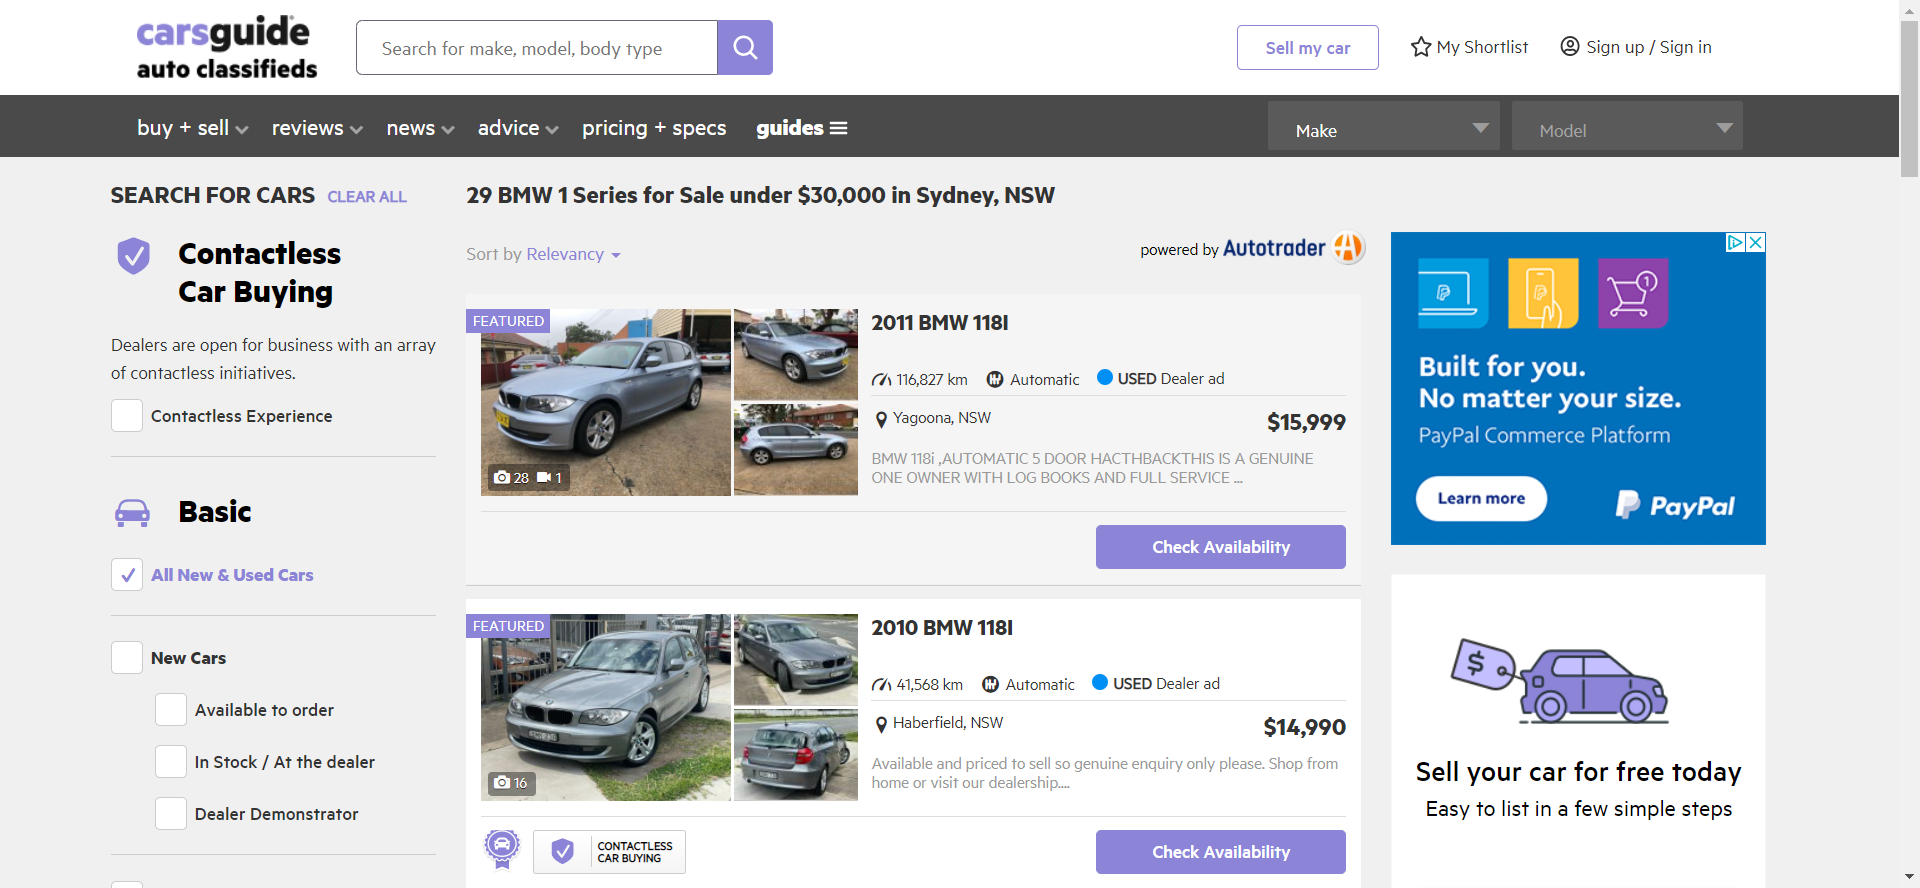 carsguide
auto classifieds
Search for make, model, body type
Sell my car
My Shortlist
Sign up / Sign in
buy + sell
reviews
news
advice
pricing + specs
guides
Make
Model
SEARCH FOR CARS
CLEAR ALL
Contactless
Car Buying
Dealers are open for business with an array
of contactless initiatives.
Contactless Experience
Basic
All New & Used Cars
New Cars
Available to order
In Stock / At the dealer
Dealer Demonstrator
29 BMW 1 Series for Sale under $30,000 in Sydney, NSW
Sort by Relevancy
powered by Autotrader
FEATURED
28
1
2011 BMW 118I
116,827 km
Automatic
USED Dealer ad
Yagoona, NSW
$15,999
BMW 118i ,AUTOMATIC 5 DOOR HACTHBACKTHIS IS A GENUINE
ONE OWNER WITH LOG BOOKS AND FULL SERVICE ...
Check Availability
FEATURED
16
2010 BMW 118I
41,568 km
Automatic
USED Dealer ad
Haberfield, NSW
$14,990
Available and priced to sell so genuine enquiry only please. Shop from
home or visit our dealership....
CONTACTLESS
CAR BUYING
Check Availability
1
Built for you.
No matter your size.
PayPal Commerce Platform
Learn more
PayPal
$
Sell your car for free today
Easy to list in a few simple steps